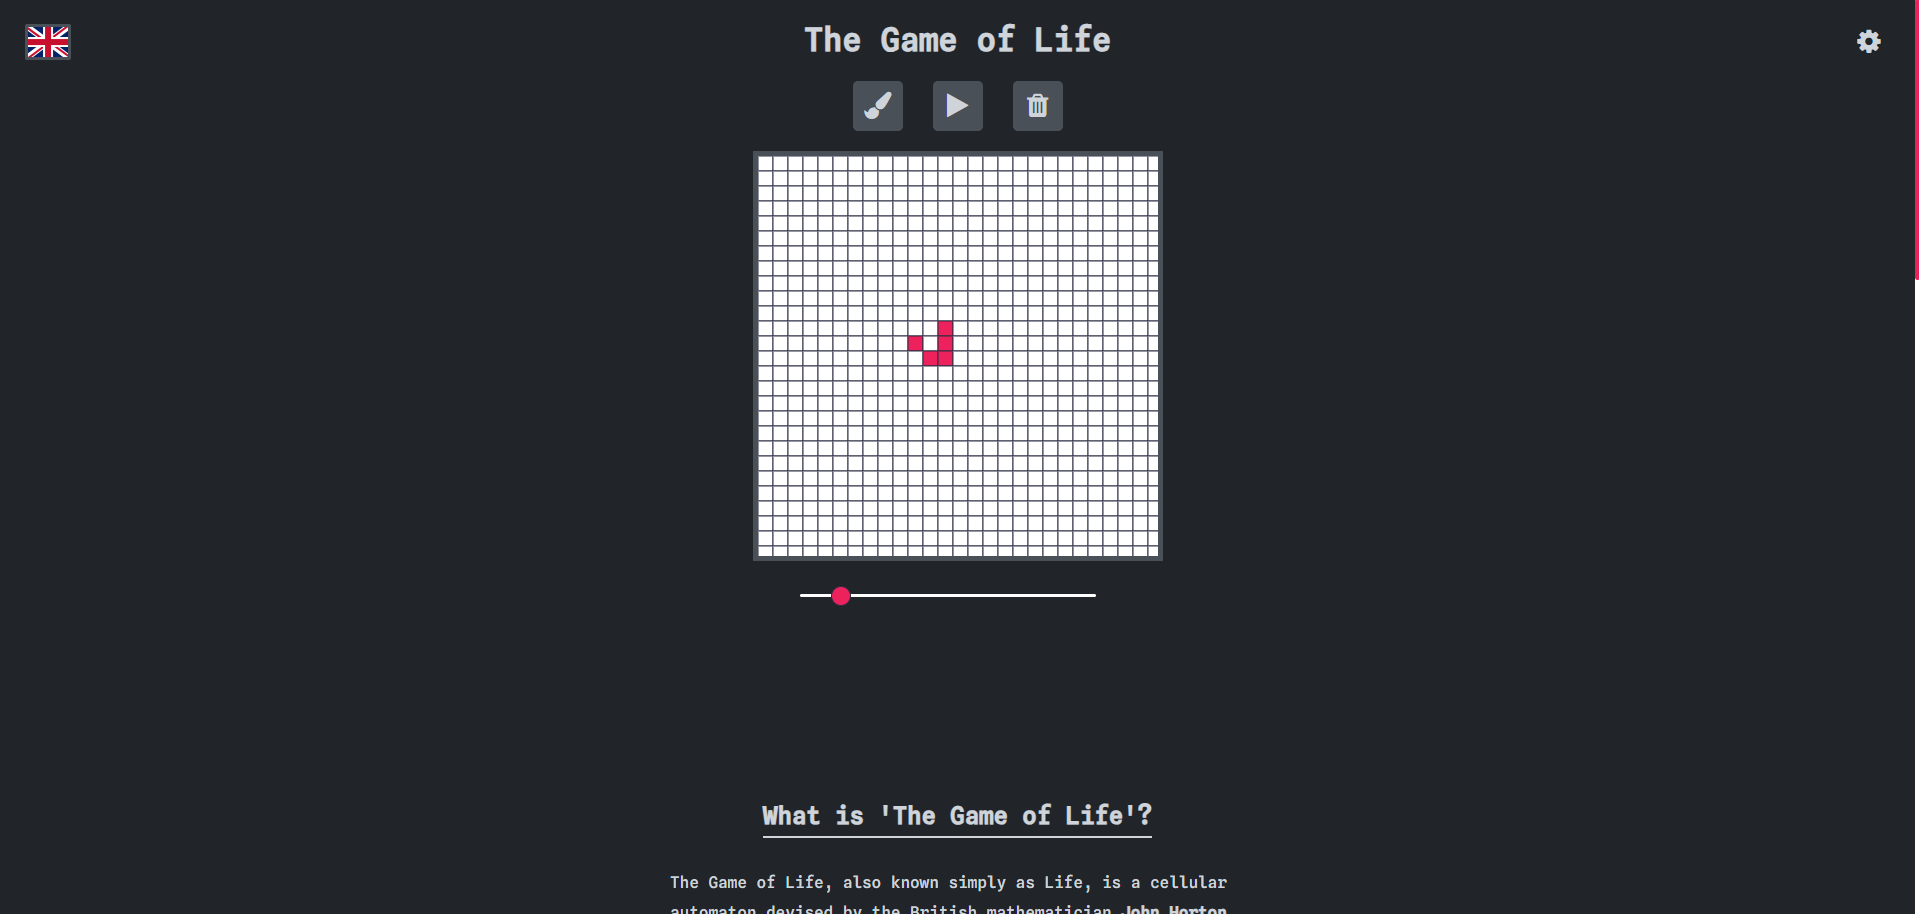 The Game of Life
What is 'The Game of Life'?
The Game of Life, also known simply as Life, is a cellular
automaton devised by the British mathematician John Horton